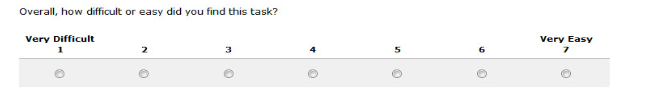 Overall, how difficult or easy did you find this task?
Very Difficult Very Easy
1 2 3 4 5 6 7